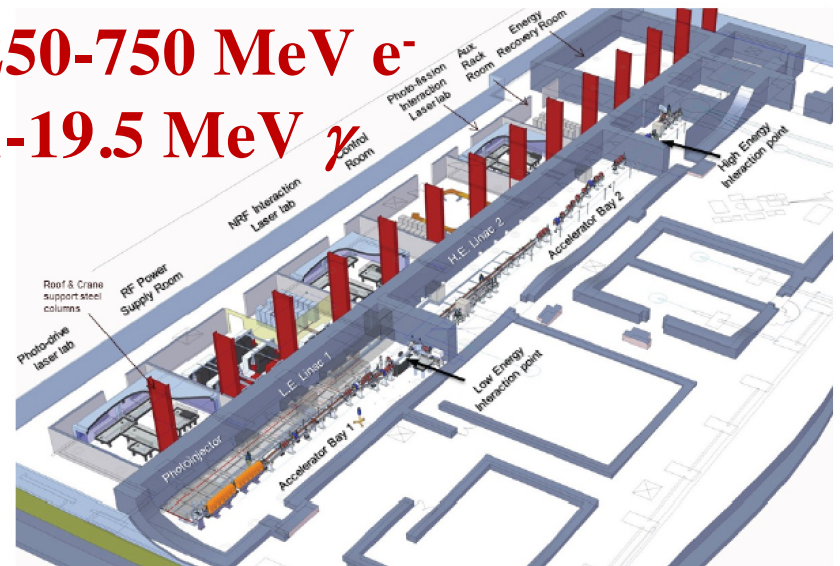 50-750 MeV e-
-19.5 MeV γ
Energy
Recovery Room
Aux.
Rack
Room
Photo-fission
Interaction
Laser lab
Control
Room
NRF Interaction
Laser lab
RF Power
Supply Room
Roof & Crane
support steel
columns
Photo-drive
laser lab
High Energy
Interaction point
Accelerator Bay 2
H.E. Linac 2
Low Energy
Interaction point
L.E. Linac 1
Accelerator Bay 1
Photoinjector